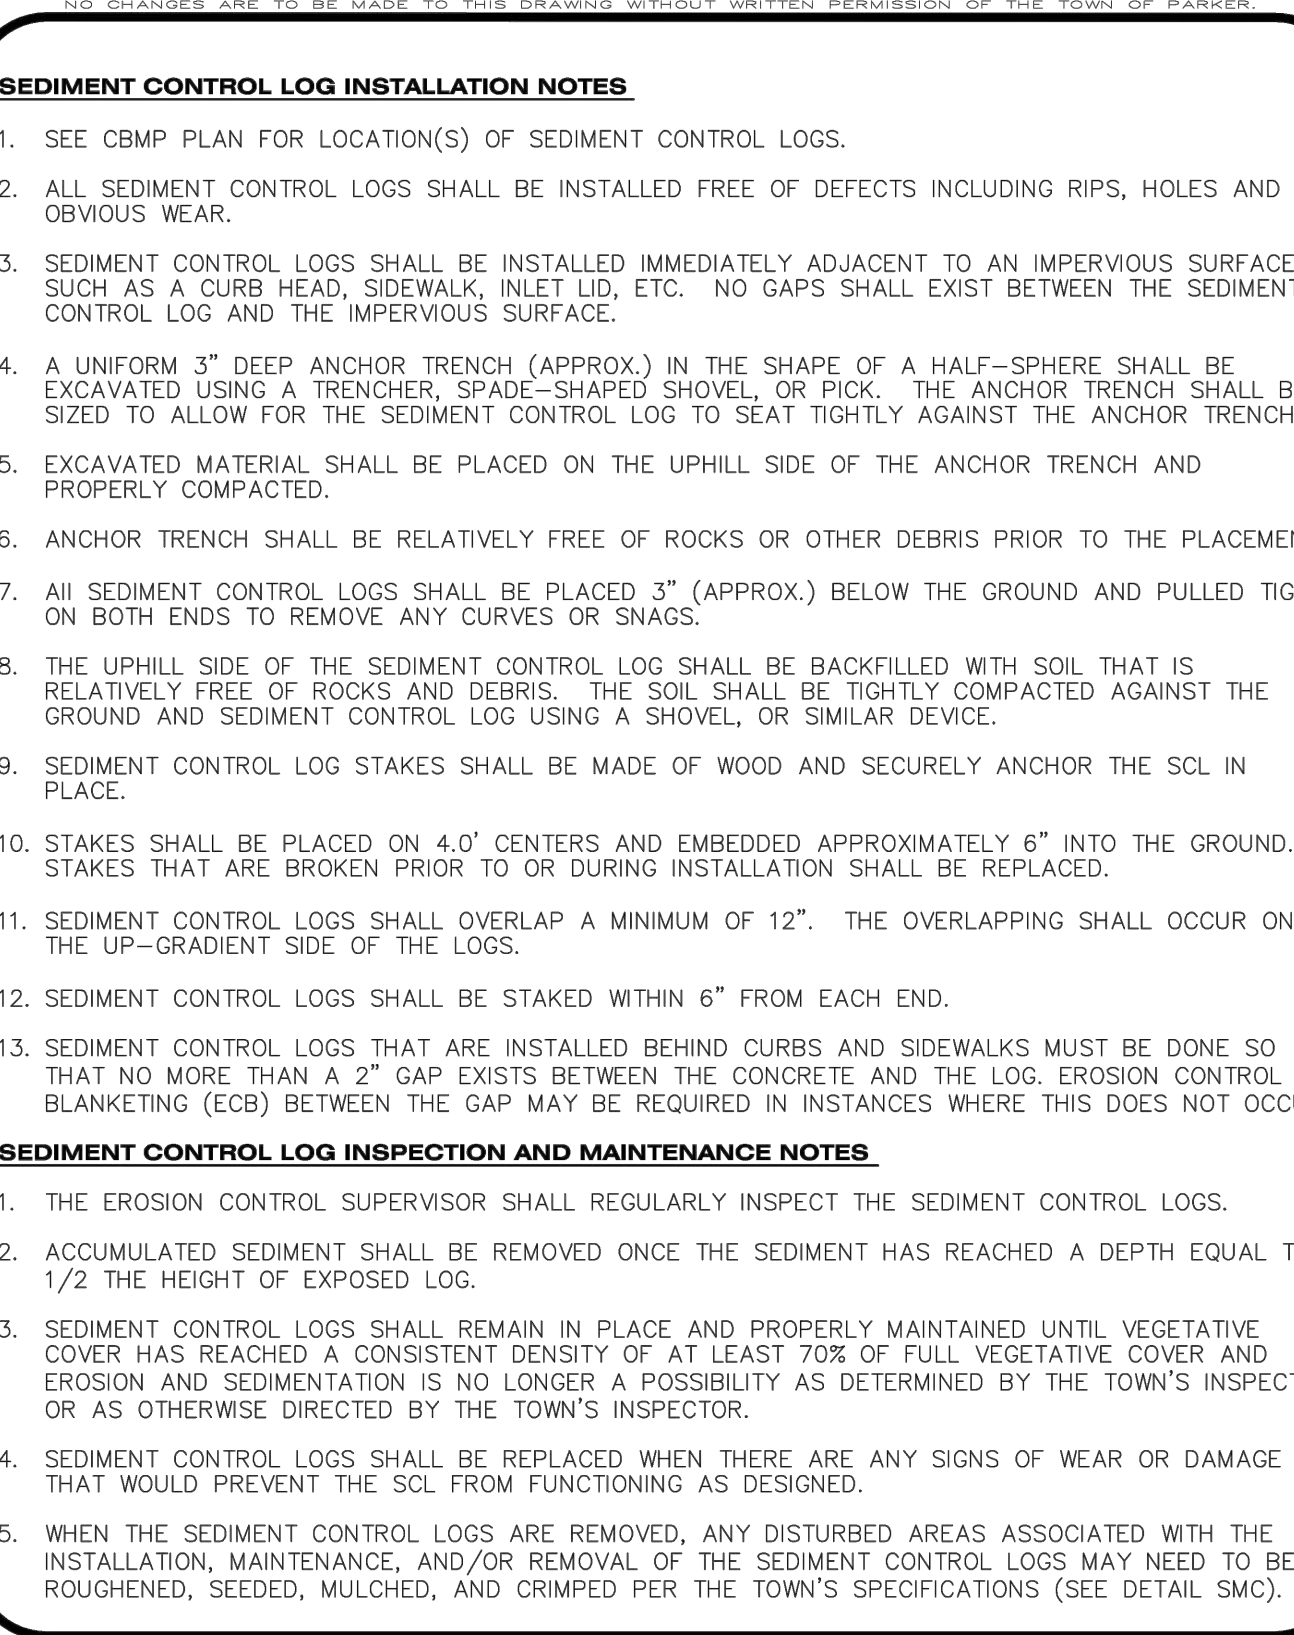 NO CHANGES ARE TO BE MADE TO THIS DRAWING WITHOUT WRITTEN PERMISSION OF THE TOWN OF PARKER.
SEDIMENT CONTROL LOG INSTALLATION NOTES
1. SEE CBMP PLAN FOR LOCATION(S) OF SEDIMENT CONTROL LOGS.
2. ALL SEDIMENT CONTROL LOGS SHALL BE INSTALLED FREE OF DEFECTS INCLUDING RIPS, HOLES AND
OBVIOUS WEAR.
3. SEDIMENT CONTROL LOGS SHALL BE INSTALLED IMMEDIATELY ADJACENT TO AN IMPERVIOUS SURFACE
SUCH AS A CURB HEAD, SIDEWALK, INLET LID, ETC. NO GAPS SHALL EXIST BETWEEN THE SEDIMENT
CONTROL LOG AND THE IMPERVIOUS SURFACE.
4. A UNIFORM 3" DEEP ANCHOR TRENCH (APPROX.) IN THE SHAPE OF A HALF-SPHERE SHALL BE
EXCAVATED USING A TRENCHER, SPADE-SHAPED SHOVEL, OR PICK. THE ANCHOR TRENCH SHALL B
SIZED TO ALLOW FOR THE SEDIMENT CONTROL LOG TO SEAT TIGHTLY AGAINST THE ANCHOR TRENCH
5. EXCAVATED MATERIAL SHALL BE PLACED ON THE UPHILL SIDE OF THE ANCHOR TRENCH AND
PROPERLY COMPACTED.
6. ANCHOR TRENCH SHALL BE RELATIVELY FREE OF ROCKS OR OTHER DEBRIS PRIOR TO THE PLACEMEN
7. All SEDIMENT CONTROL LOGS SHALL BE PLACED 3" (APPROX.) BELOW THE GROUND AND PULLED TIG
ON BOTH ENDS TO REMOVE ANY CURVES OR SNAGS.
8. THE UPHILL SIDE OF THE SEDIMENT CONTROL LOG SHALL BE BACKFILLED WITH SOIL THAT IS
RELATIVELY FREE OF ROCKS AND DEBRIS. THE SOIL SHALL BE TIGHTLY COMPACTED AGAINST THE
GROUND AND SEDIMENT CONTROL LOG USING A SHOVEL, OR SIMILAR DEVICE.
9. SEDIMENT CONTROL LOG STAKES SHALL BE MADE OF WOOD AND SECURELY ANCHOR THE SCL IN
PLACE.
10. STAKES SHALL BE PLACED ON 4.0' CENTERS AND EMBEDDED APPROXIMATELY 6" INTO THE GROUND.
STAKES THAT ARE BROKEN PRIOR TO OR DURING INSTALLATION SHALL BE REPLACED.
11. SEDIMENT CONTROL LOGS SHALL OVERLAP A MINIMUM OF 12". THE OVERLAPPING SHALL OCCUR ON
THE UP-GRADIENT SIDE OF THE LOGS.
12. SEDIMENT CONTROL LOGS SHALL BE STAKED WITHIN 6" FROM EACH END.
13. SEDIMENT CONTROL LOGS THAT ARE INSTALLED BEHIND CURBS AND SIDEWALKS MUST BE DONE SO
THAT NO MORE THAN A 2" GAP EXISTS BETWEEN THE CONCRETE AND THE LOG. EROSION CONTROL
BLANKETING (ECB) BETWEEN THE GAP MAY BE REQUIRED IN INSTANCES WHERE THIS DOES NOT OCCU
SEDIMENT CONTROL LOG INSPECTION AND MAINTENANCE NOTES
1. THE EROSION CONTROL SUPERVISOR SHALL REGULARLY INSPECT THE SEDIMENT CONTROL LOGS.
2. ACCUMULATED SEDIMENT SHALL BE REMOVED ONCE THE SEDIMENT HAS REACHED A DEPTH EQUAL T
1/2 THE HEIGHT OF EXPOSED LOG.
3. SEDIMENT CONTROL LOGS SHALL REMAIN IN PLACE AND PROPERLY MAINTAINED UNTIL VEGETATIVE
COVER HAS REACHED A CONSISTENT DENSITY OF AT LEAST 70% OF FULL VEGETATIVE COVER AND
EROSION AND SEDIMENTATION IS NO LONGER A POSSIBILITY AS DETERMINED BY THE TOWN'S INSPECT
OR AS OTHERWISE DIRECTED BY THE TOWN'S INSPECTOR.
4. SEDIMENT CONTROL LOGS SHALL BE REPLACED WHEN THERE ARE ANY SIGNS OF WEAR OR DAMAGE
THAT WOULD PREVENT THE SCL FROM FUNCTIONING AS DESIGNED.
5. WHEN THE SEDIMENT CONTROL LOGS ARE REMOVED, ANY DISTURBED AREAS ASSOCIATED WITH THE
INSTALLATION, MAINTENANCE, AND/OR REMOVAL OF THE SEDIMENT CONTROL LOGS MAY NEED TO BE
ROUGHENED, SEEDED, MULCHED, AND CRIMPED PER THE TOWN'S SPECIFICATIONS (SEE DETAIL SMC).